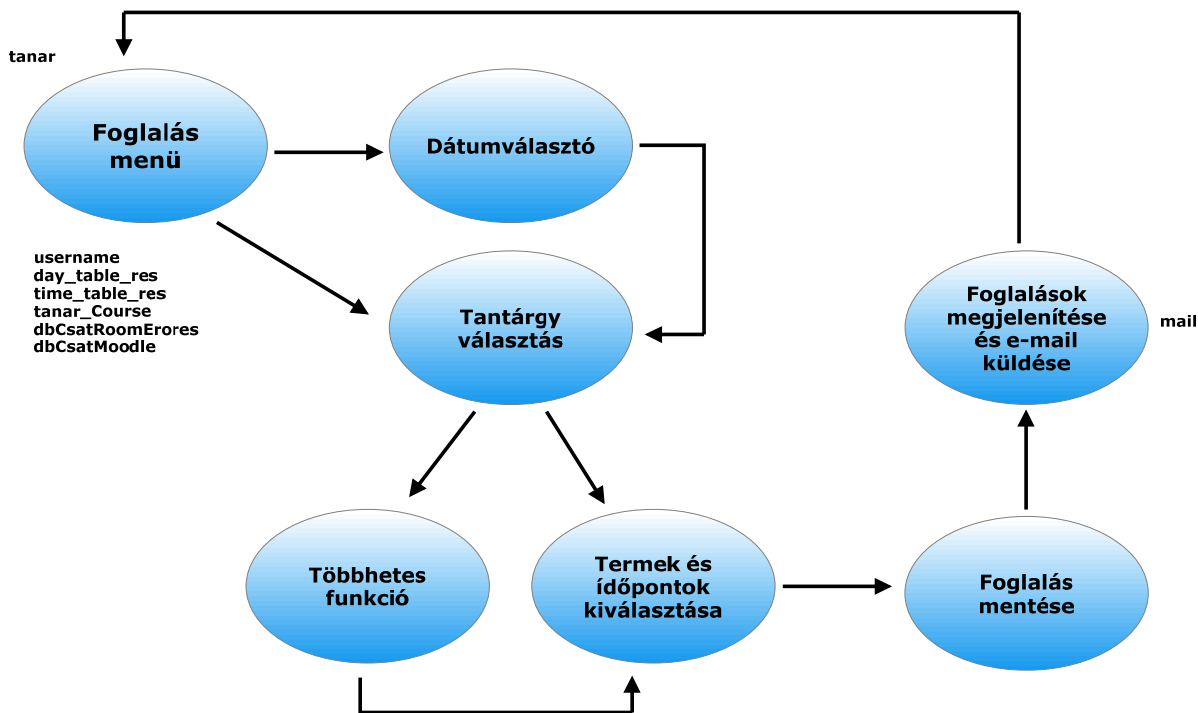 tanar
Foglalás
menü
Dátumválasztó
username
day_table_res
time_table_res
tanar_Course
dbCsatRoomErores
dbCsatMoodle
Tantárgy
választás
Foglalások
megjelenítése
és e-mail
küldése
mail
Többhetes
funkció
Termek és
ídőpontok
kiválasztása
Foglalás
mentése